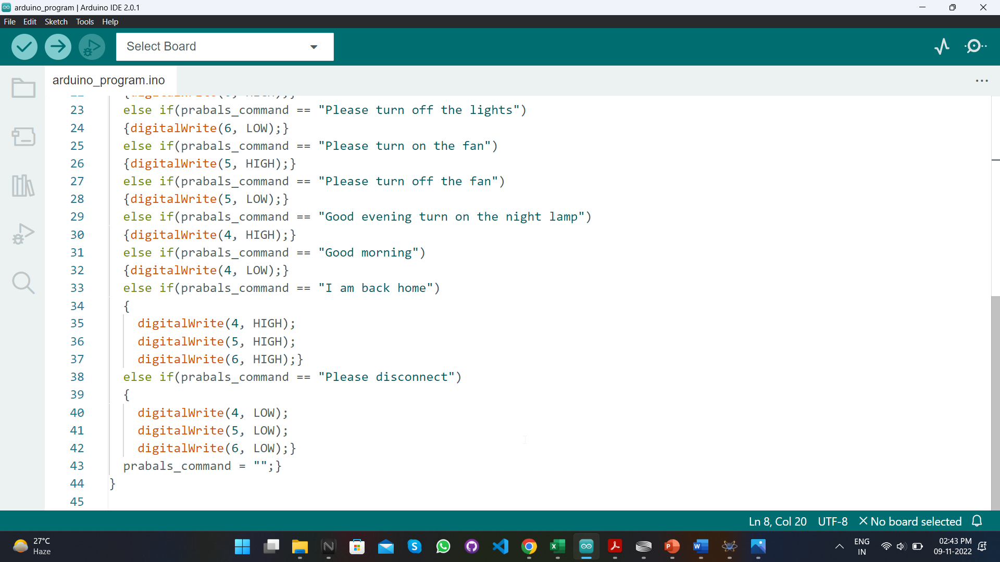 arduino_program | Arduino IDE 2.0.1
File Edit Sketch Tools Help
Select Board
arduino_program.ino
23 else if(prabals_command == "Please turn off the lights")
24 {digitalWrite(6, LOW);}
25 else if(prabals_command == "Please turn on the fan")
26 {digitalWrite(5, HIGH);}
27 else if(prabals_command == "Please turn off the fan")
28 {digitalWrite(5, LOW);}
29 else if(prabals_command == "Good evening turn on the night lamp")
30 {digitalWrite(4, HIGH);}
31 else if(prabals_command == "Good morning")
32 {digitalWrite(4, LOW);}
33 else if(prabals_command == "I am back home")
34 {
35 digitalWrite(4, HIGH);
36 digitalWrite(5, HIGH);
37 digitalWrite(6, HIGH);}
38 else if(prabals_command == "Please disconnect")
39 {
40 digitalWrite(4, LOW);
41 digitalWrite(5, LOW);
42 digitalWrite(6, LOW);}
43 prabals_command = "";}
44 }
45
Ln 8, Col 20 UTF-8 No board selected
27°C
Haze
ENG
IN
02:43 PM
09-11-2022